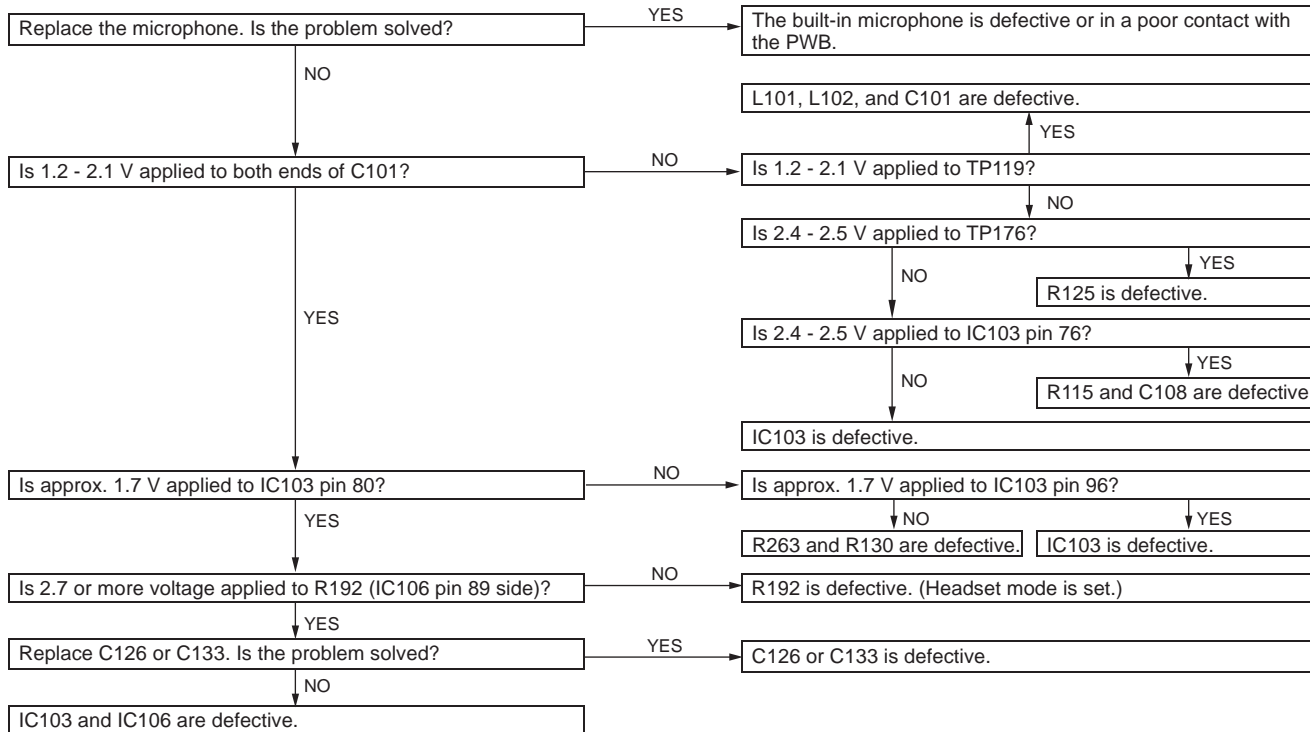 Replace the microphone. Is the problem solved?
YES
The built-in microphone is defective or in a poor contact with
the PWB.
NO
L101, L102, and C101 are defective.
YES
Is 1.2 - 2.1 V applied to both ends of C101?
NO
Is 1.2 - 2.1 V applied to TP119?
NO
Is 2.4 - 2.5 V applied to TP176?
NO
YES
R125 is defective.
YES
Is 2.4 - 2.5 V applied to IC103 pin 76?
NO
YES
R115 and C108 are defective
IC103 is defective.
Is approx. 1.7 V applied to IC103 pin 80?
NO
Is approx. 1.7 V applied to IC103 pin 96?
YES
NO
YES
R263 and R130 are defective.
IC103 is defective.
Is 2.7 or more voltage applied to R192 (IC106 pin 89 side)?
NO
R192 is defective. (Headset mode is set.)
YES
Replace C126 or C133. Is the problem solved?
YES
C126 or C133 is defective.
NO
IC103 and IC106 are defective.